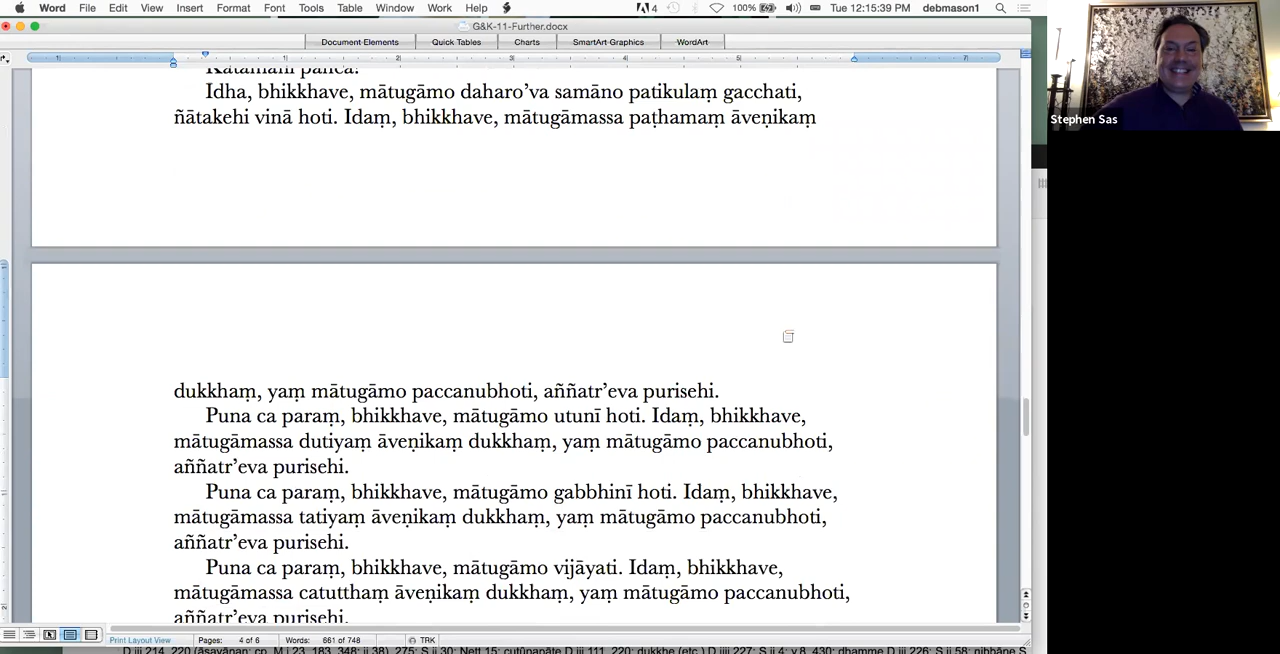 Word File Edit View Insert Format Font Tools Table Window Work Help 4 100% Tue 12:15:39 PM debmason1
G&K-11-Further.docx
Document Elements Quick Tables Charts SmartArt Graphics WordArt
Katamāni pañca?
Idha, bhikkhave, mātugāmo daharo’va samāno patikulaṃ gacchati,
ñātakehi vinā hoti. Idaṃ, bhikkhave, mātugāmassa paṭhamaṃ āveṇikaṃ
dukkhaṃ, yaṃ mātugāmo paccanubhoti, aññatr’eva purisehi.
Puna ca paraṃ, bhikkhave, mātugāmo utunī hoti. Idaṃ, bhikkhave,
mātugāmassa dutiyaṃ āveṇikaṃ dukkhaṃ, yaṃ mātugāmo paccanubhoti,
aññatr’eva purisehi.
Puna ca paraṃ, bhikkhave, mātugāmo gabbhinī hoti. Idaṃ, bhikkhave,
mātugāmassa tatiyaṃ āveṇikaṃ dukkhaṃ, yaṃ mātugāmo paccanubhoti,
aññatr’eva purisehi.
Puna ca paraṃ, bhikkhave, mātugāmo vijāyati. Idaṃ, bhikkhave,
mātugāmassa catutthaṃ āveṇikaṃ dukkhaṃ, yaṃ mātugāmo paccanubhoti,
aññatr’eva purisehi.
Print Layout View Pages: 4 of 6 Words: 661 of 748 TRK
Stephen Sas